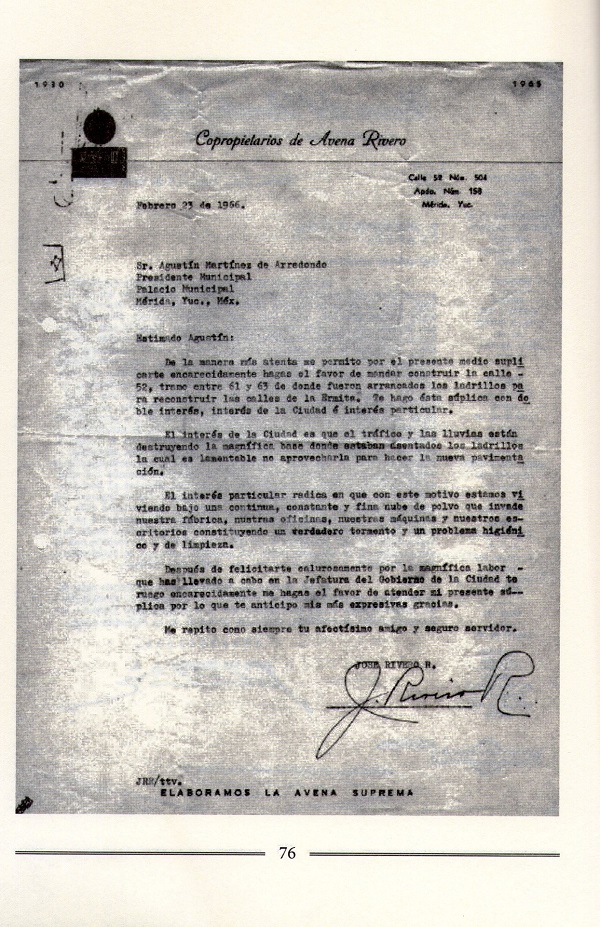 1930 1965
Copropietarios de Avena Rivero
Calle 52 Núm. 504
Apdo. Núm. 158
Mérida, Yuc.
Febrero 23 de 1966.
Sr. Agustín Martínez de Arredondo
Presidente Municipal
Palacio Municipal
Mérida, Yuc., Méx.
Estimado Agustín:
De la manera más atenta me permito por el presente medio supli
carte encarecidamente hagas el favor de mandar construir la calle -
52, tramo entre 61 y 63 de donde fueron arrancados los ladrillos pa
ra reconstruir las calles de la Ermita. Te hago ésta súplica con do
ble interés, interés de la Ciudad é interés particular.
El interés de la Ciudad es que el tráfico y las lluvias están
destruyendo la magnífica base donde estaban asentados los ladrillos
la cual es lamentable no aprovecharla para hacer la nueva pavimenta
ción.
El interés particular radica en que con este motivo estamos vi
viendo bajo una contínua, constante y fina nube de polvo que invade
nuestra fábrica, nustras oficinas, nuestras máquinas y nuestros es-
critorios constituyendo un verdadero tormento y un problema higiéni
co y de limpieza.
Después de felicitarte calurosamente por la magnífica labor -
que has llevado a cabo en la Jefatura del Gobierno de la Ciudad te
ruego encarecidamente me hagas el favor de atender mi presente sú--
plica por lo que te anticipo mis más expresivas gracias.
Me repito como siempre tu afectísimo amigo y seguro servidor.
JOSE RIVERO R.
J. Rivero R.
JRR/ttv.
ELABORAMOS LA AVENA SUPREMA
76